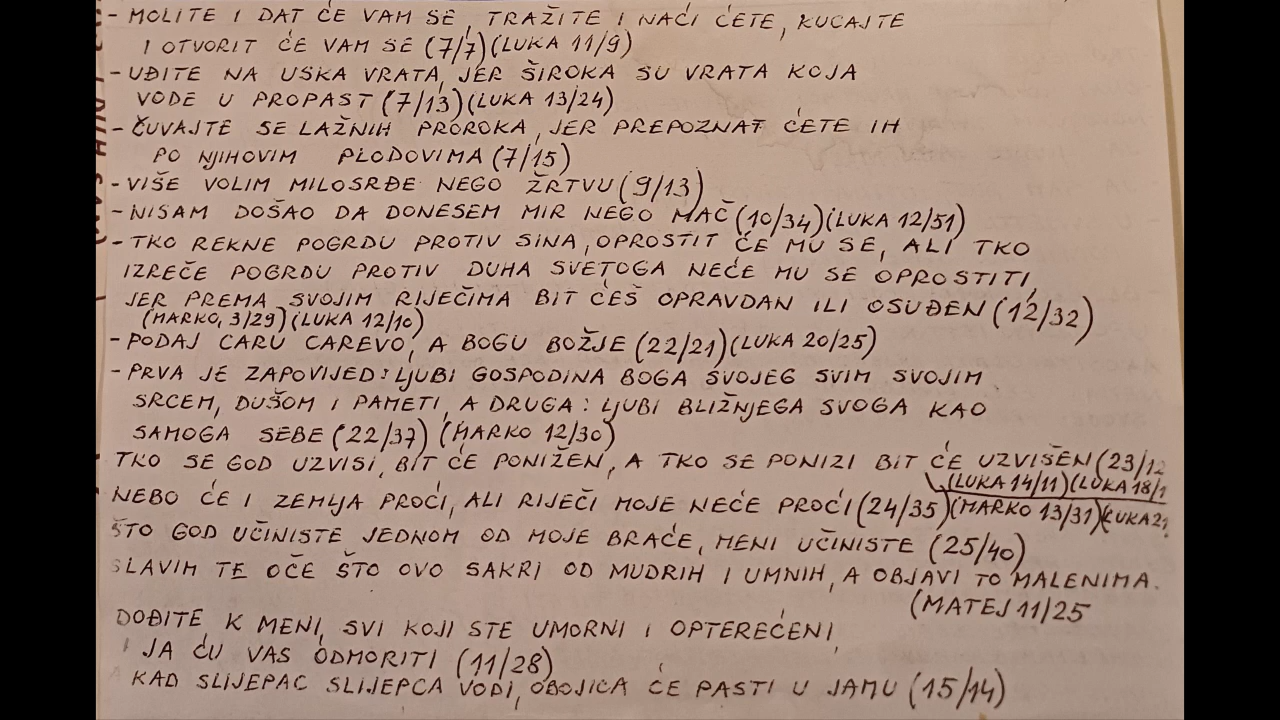 - MOLITE I DAT ĆE VAM SE, TRAŽITE I NAĆI ĆETE, KUCAJTE
I OTVORIT ĆE VAM SE (7/7) (LUKA 11/9)
- UĐITE NA USKA VRATA, JER ŠIROKA SU VRATA KOJA
VODE U PROPAST (7/13) (LUKA 13/24)
- ČUVAJTE SE LAŽNIH PROROKA, JER PREPOZNAT ĆETE IH
PO NJIHOVIM PLODOVIMA (7/15)
- VIŠE VOLIM MILOSRĐE NEGO ŽRTVU (9/13)
- NISAM DOŠAO DA DONESEM MIR NEGO MAČ (10/34) (LUKA 12/51)
- TKO REKNE POGRDU PROTIV SINA, OPROSTIT ĆE MU SE, ALI TKO
IZREČE POGRDU PROTIV DUHA SVETOGA NEĆE MU SE OPROSTITI,
JER PREMA SVOJIM RIJEČIMA BIT ĆEŠ OPRAVDAN ILI OSUĐEN (12/32)
(MARKO, 3/29) (LUKA 12/10)
- PODAJ CARU CAREVO, A BOGU BOŽJE (22/21) (LUKA 20/25)
- PRVA JE ZAPOVIJED: LJUBI GOSPODINA BOGA SVOJEG SVIM SVOJIM
SRCEM, DUŠOM I PAMETI, A DRUGA: LJUBI BLIŽNJEGA SVOGA KAO
SAMOGA SEBE (22/37) (MARKO 12/30)
TKO SE GOD UZVISI, BIT ĆE PONIŽEN, A TKO SE PONIZI BIT ĆE UZVIŠEN (23/12
(LUKA 14/11) (LUKA 18/1
NEBO ĆE I ZEMLJA PROĆI, ALI RIJEČI MOJE NEĆE PROĆI (24/35) (MARKO 13/31) (LUKA 21
ŠTO GOD UČINISTE JEDNOM OD MOJE BRAĆE, MENI UČINISTE (25/40)
SLAVIM TE OČE ŠTO OVO SAKRI OD MUDRIH I UMNIH, A OBJAVI TO MALENIMA.
(MATEJ 11/25
DOĐITE K MENI, SVI KOJI STE UMORNI I OPTEREĆENI
I JA ĆU VAS ODMORITI (11/28)
KAD SLIJEPAC SLIJEPCA VODI, OBOJICA ĆE PASTI U JAMU (15/14)